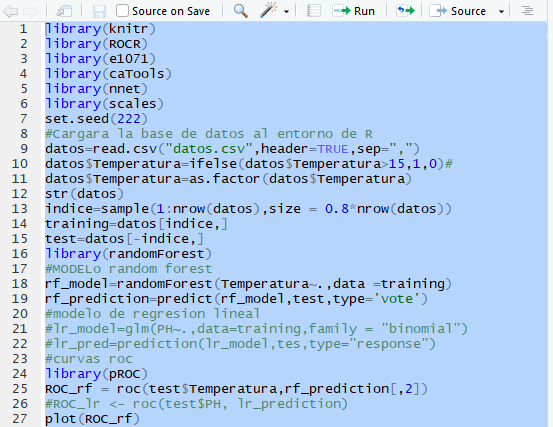 Source on Save Run Source
1 library(knitr)
2 library(ROCR)
3 library(e1071)
4 library(caTools)
5 library(nnet)
6 library(scales)
7 set.seed(222)
8 #Cargara la base de datos al entorno de R
9 datos=read.csv("datos.csv",header=TRUE,sep=",")
10 datos$Temperatura=ifelse(datos$Temperatura>15,1,0)#
11 datos$Temperatura=as.factor(datos$Temperatura)
12 str(datos)
13 indice=sample(1:nrow(datos),size = 0.8*nrow(datos))
14 training=datos[indice,]
15 test=datos[-indice,]
16 library(randomForest)
17 #MODELo random forest
18 rf_model=randomForest(Temperatura~.,data =training)
19 rf_prediction=predict(rf_model,test,type='vote')
20 #modelo de regresion lineal
21 #lr_model=glm(PH~.,data=training,family = "binomial")
22 #lr_pred=prediction(lr_model,tes,type="response")
23 #curvas roc
24 library(pROC)
25 ROC_rf = roc(test$Temperatura,rf_prediction[,2])
26 #ROC_lr <- roc(test$PH, lr_prediction)
27 plot(ROC_rf)